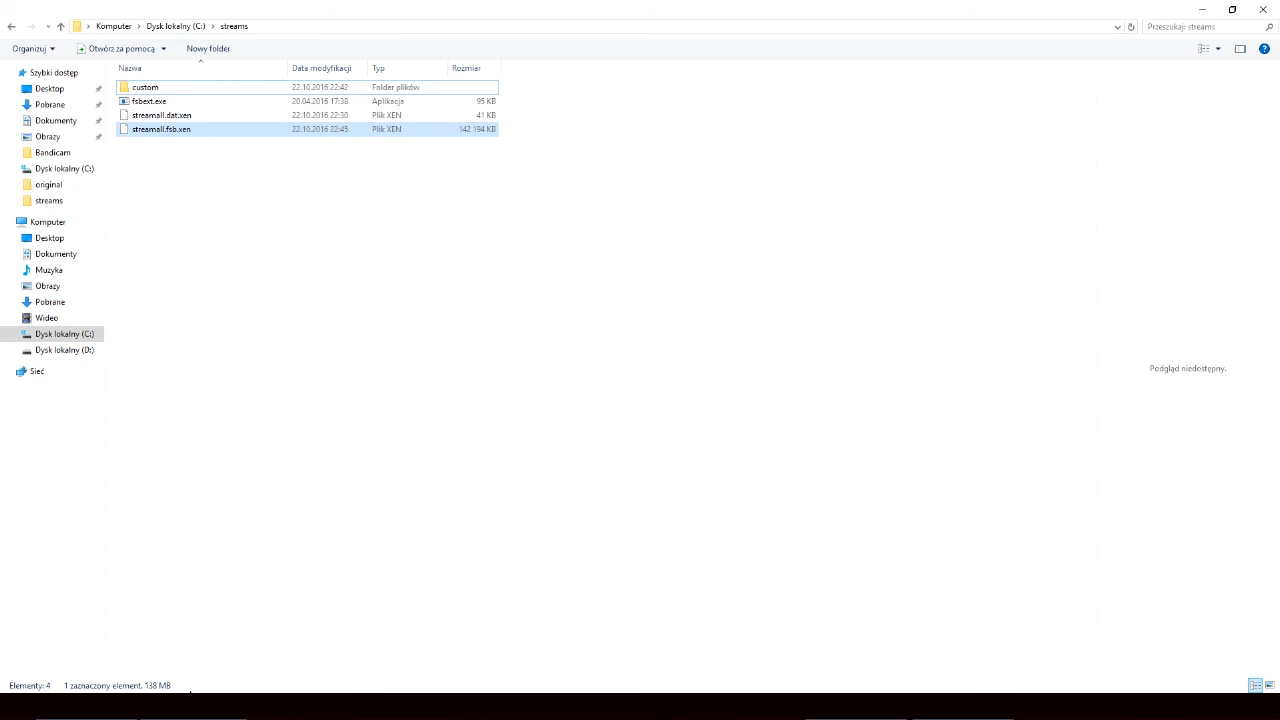 Komputer Dysk lokalny (C:) streams Przeszukaj: streams
Organizuj Otwórz za pomocą Nowy folder
Nazwa Data modyfikacji Typ Rozmiar
custom 22.10.2016 22:42 Folder plików
fsbext.exe 20.04.2016 17:38 Aplikacja 95 KB
streamall.dat.xen 22.10.2016 22:30 Plik XEN 41 KB
streamall.fsb.xen 22.10.2016 22:45 Plik XEN 142 194 KB
Szybki dostęp
Desktop
Pobrane
Dokumenty
Obrazy
Bandicam
Dysk lokalny (C:)
original
streams
Komputer
Desktop
Dokumenty
Muzyka
Obrazy
Pobrane
Wideo
Dysk lokalny (C:)
Dysk lokalny (D:)
Sieć
Podgląd niedostępny.
Elementy: 4 1 zaznaczony element. 138 MB